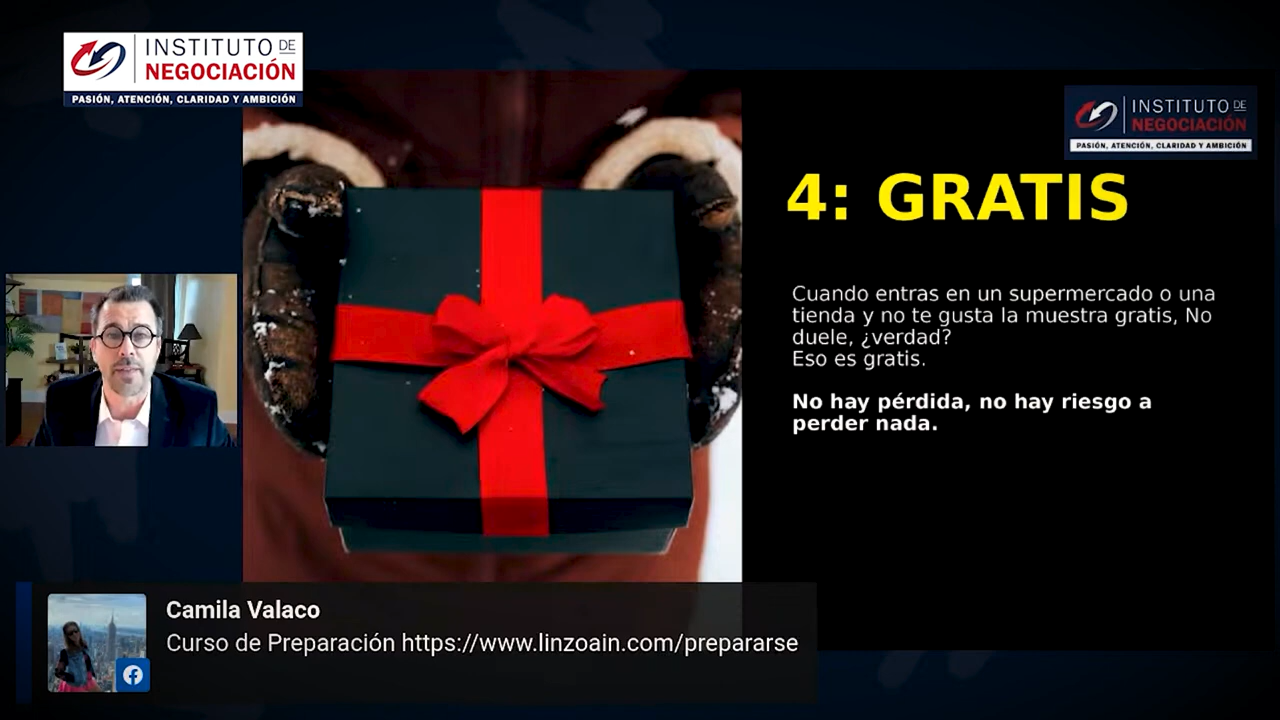 INSTITUTO DE
NEGOCIACIÓN
PASIÓN, ATENCIÓN, CLARIDAD Y AMBICIÓN
INSTITUTO DE
NEGOCIACIÓN
PASIÓN, ATENCIÓN, CLARIDAD Y AMBICIÓN
4: GRATIS
Cuando entras en un supermercado o una
tienda y no te gusta la muestra gratis, No
duele, ¿verdad?
Eso es gratis.
No hay pérdida, no hay riesgo a
perder nada.
Camila Valaco
Curso de Preparación https://www.linzoain.com/prepararse